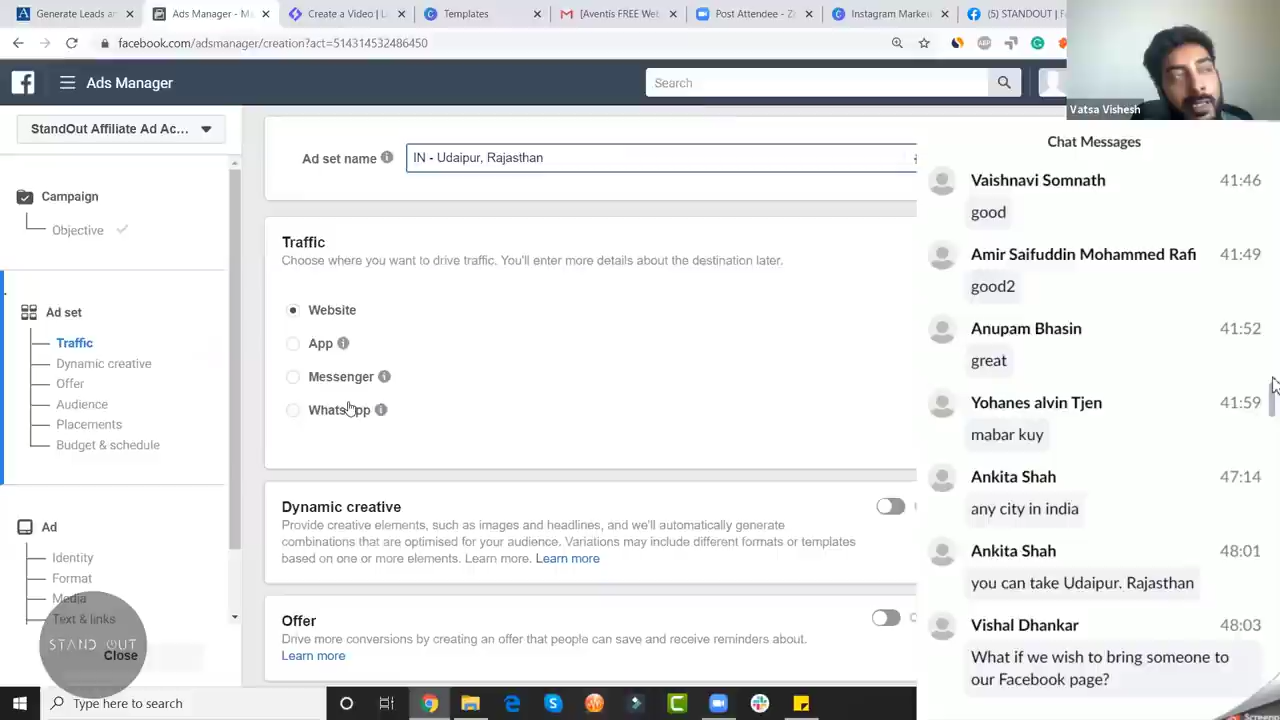 Generate Leads and
Ads Manager - Ma
Create a Video | L
Templates
[Aventis FREE Web
Post Attendee - Z
Instagram Market
(5) STANDOUT | F
facebook.com/adsmanager/creation?act=514314532486450
Ads Manager
Search
Vatsa Vishesh
StandOut Affiliate Ad Ac...
Ad set name
IN - Udaipur, Rajasthan
Campaign
Objective
Traffic
Choose where you want to drive traffic. You'll enter more details about the destination later.
Website
App
Messenger
WhatsApp
Ad set
Traffic
Dynamic creative
Offer
Audience
Placements
Budget & schedule
Dynamic creative
Provide creative elements, such as images and headlines, and we'll automatically generate
combinations that are optimised for your audience. Variations may include different formats or templates
based on one or more elements. Learn more. Learn more
Ad
Identity
Format
Media
Text & links
STAND OUT
Close
Offer
Drive more conversions by creating an offer that people can save and receive reminders about.
Learn more
Type here to search
Chat Messages
Vaishnavi Somnath 41:46
good
Amir Saifuddin Mohammed Rafi 41:49
good2
Anupam Bhasin 41:52
great
Yohanes alvin Tjen 41:59
mabar kuy
Ankita Shah 47:14
any city in india
Ankita Shah 48:01
you can take Udaipur. Rajasthan
Vishal Dhankar 48:03
What if we wish to bring someone to
our Facebook page?